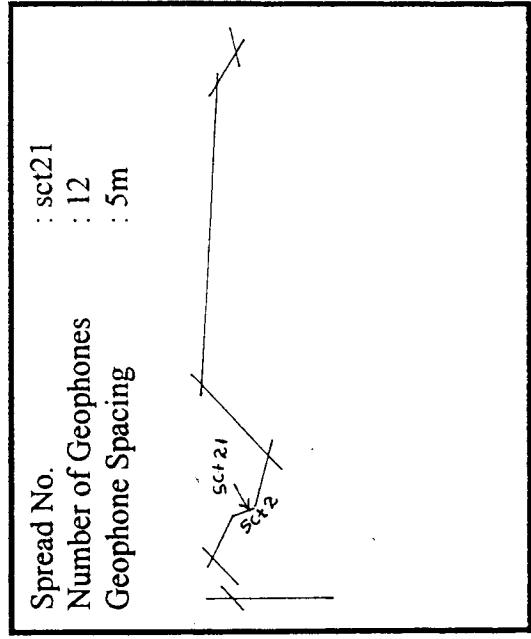 Spread No. : sct21
Number of Geophones : 12
Geophone Spacing : 5m
sct21
sct2